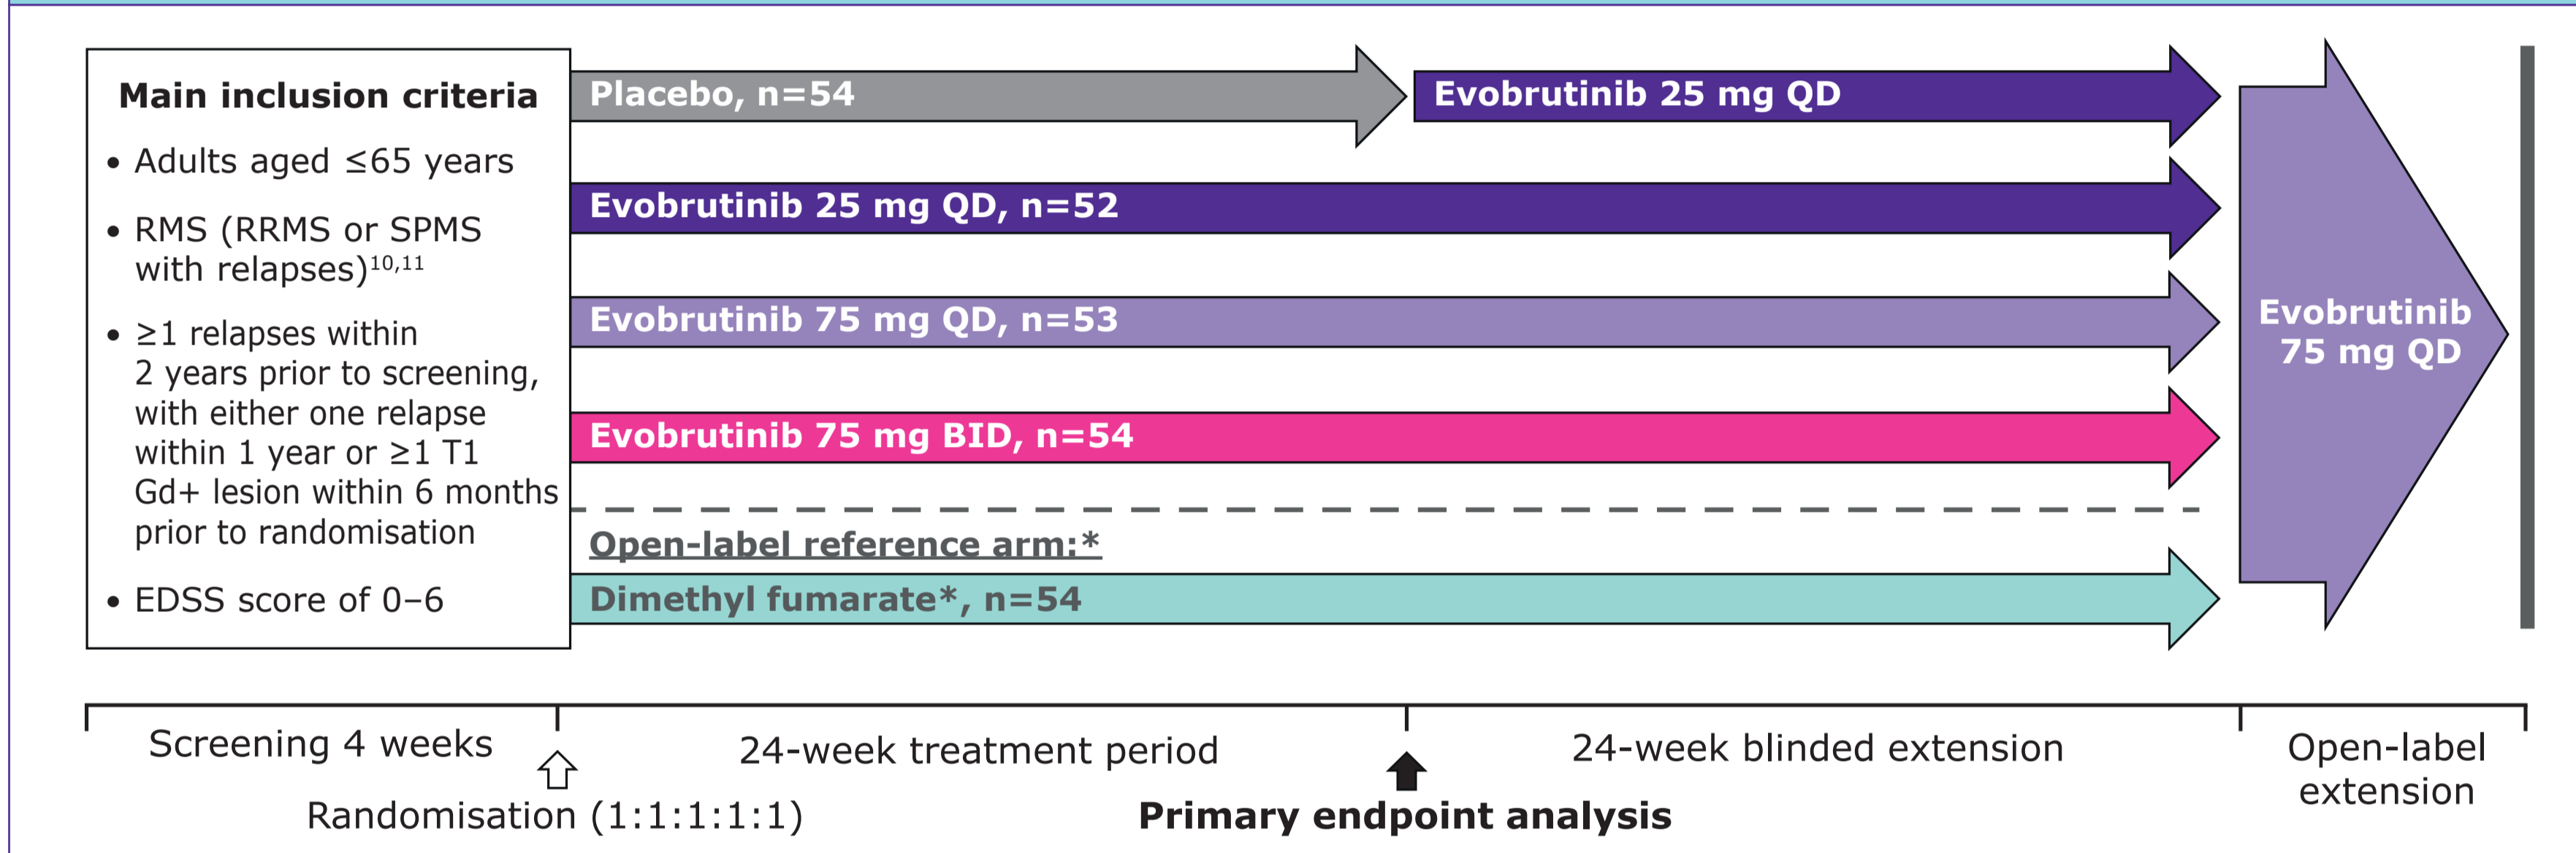 Main inclusion criteria
• Adults aged ≤65 years
• RMS (RRMS or SPMS
with relapses)10,11
• ≥1 relapses within
2 years prior to screening,
with either one relapse
within 1 year or ≥1 T1
Gd+ lesion within 6 months
prior to randomisation
• EDSS score of 0–6
Placebo, n=54
Evobrutinib 25 mg QD
Evobrutinib 25 mg QD, n=52
Evobrutinib 75 mg QD, n=53
Evobrutinib 75 mg BID, n=54
Open-label reference arm:*
Dimethyl fumarate*, n=54
Evobrutinib
75 mg QD
Screening 4 weeks
24-week treatment period
24-week blinded extension
Open-label
extension
Randomisation (1:1:1:1:1)
Primary endpoint analysis